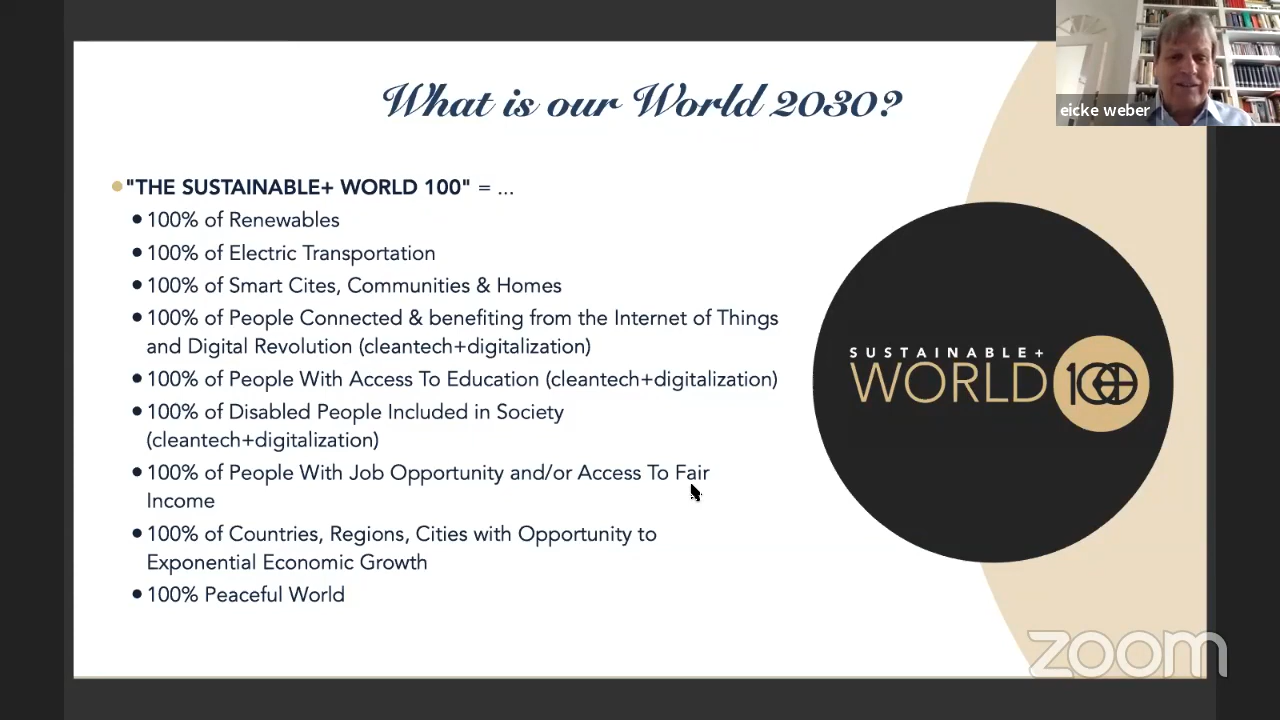 What is our World 2030?
eicke weber
"THE SUSTAINABLE+ WORLD 100" = ...
100% of Renewables
100% of Electric Transportation
100% of Smart Cites, Communities & Homes
100% of People Connected & benefiting from the Internet of Things
and Digital Revolution (cleantech+digitalization)
100% of People With Access To Education (cleantech+digitalization)
100% of Disabled People Included in Society
(cleantech+digitalization)
100% of People With Job Opportunity and/or Access To Fair
Income
100% of Countries, Regions, Cities with Opportunity to
Exponential Economic Growth
100% Peaceful World
SUSTAINABLE+
WORLD 100
zoom